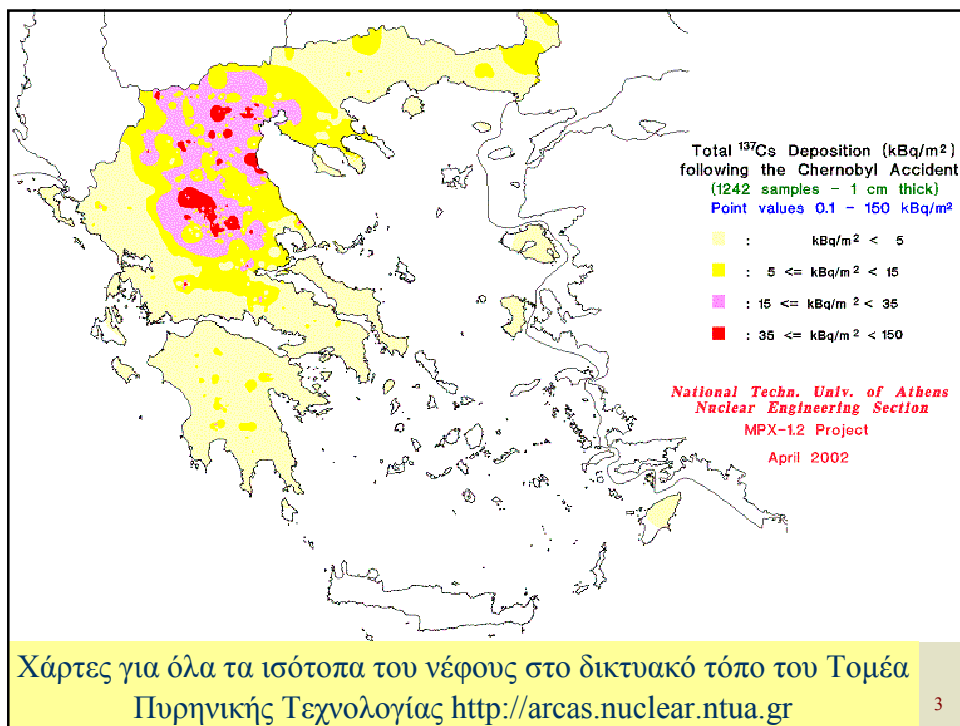 Total ¹³⁷Cs Deposition (kBq/m²)
following the Chernobyl Accident
(1242 samples - 1 cm thick)
Point values 0.1 - 150 kBq/m²
: kBq/m² < 5
: 5 <= kBq/m² < 15
: 15 <= kBq/m² < 35
: 35 <= kBq/m² < 150
National Techn. Univ. of Athens
Nuclear Engineering Section
MPX-1.2 Project
April 2002
Χάρτες για όλα τα ισότοπα του νέφους στο δικτυακό τόπο του Τομέα
Πυρηνικής Τεχνολογίας http://arcas.nuclear.ntua.gr
3